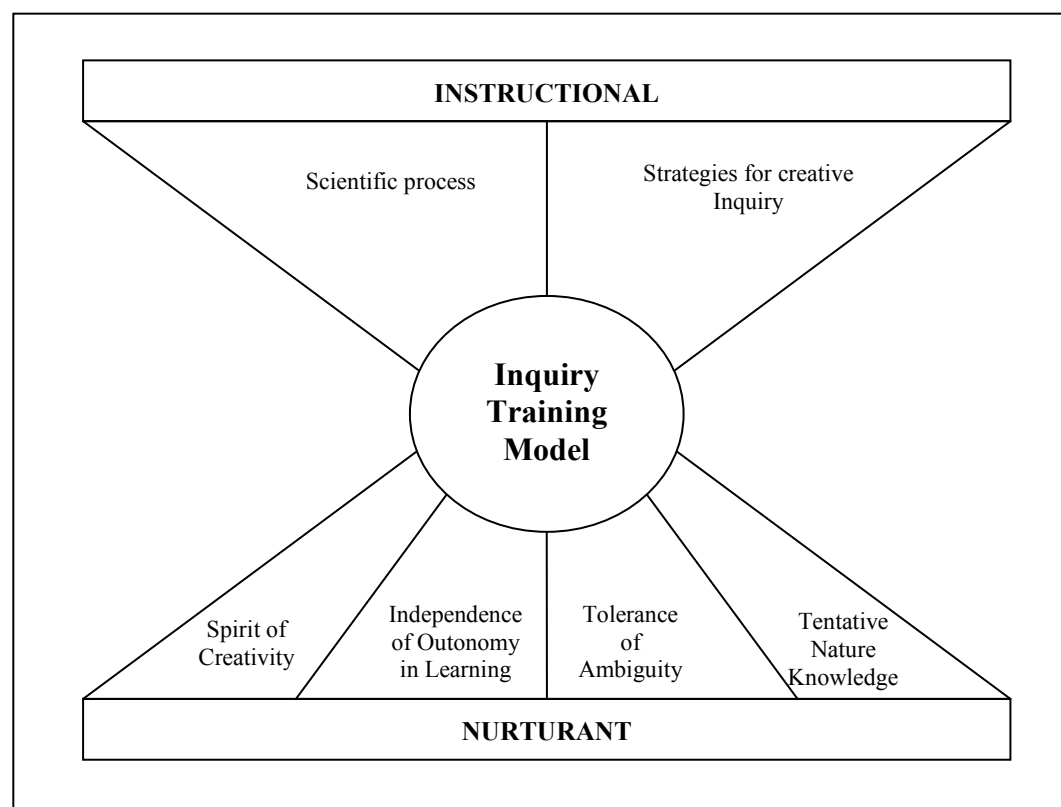 INSTRUCTIONAL
Scientific process
Strategies for creative
Inquiry
Inquiry
Training
Model
Spirit of
Creativity
Independence
of Outonomy
in Learning
Tolerance
of
Ambiguity
Tentative
Nature
Knowledge
NURTURANT